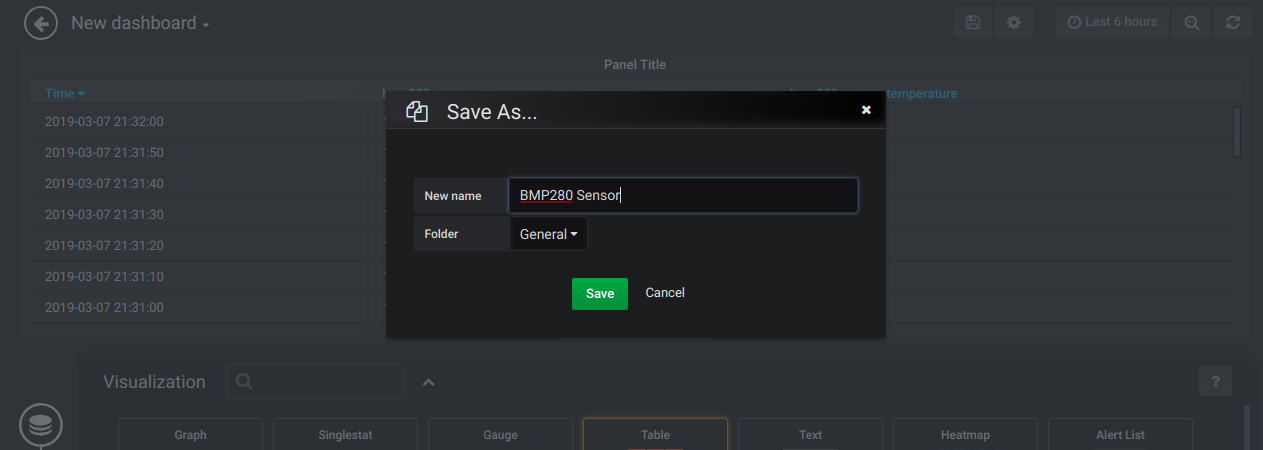 New dashboard
Last 6 hours
Panel Title
Time
temperature
Save As...
2019-03-07 21:32:00
2019-03-07 21:31:50
2019-03-07 21:31:40
New name BMP280 Sensor
2019-03-07 21:31:30
Folder General
2019-03-07 21:31:20
2019-03-07 21:31:10
Save Cancel
2019-03-07 21:31:00
Visualization
?
Graph Singlestat Gauge Table Text Heatmap Alert List